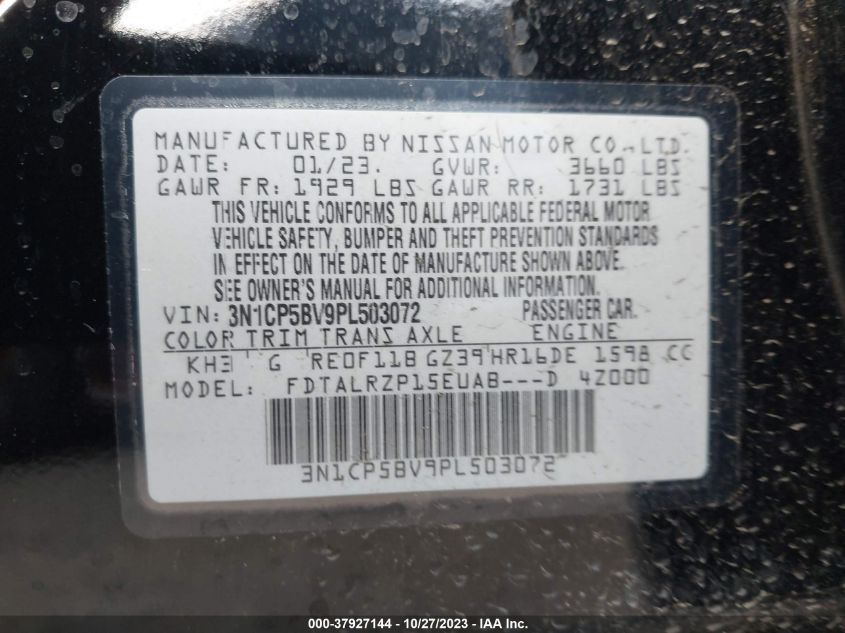 MANUFACTURED BY NISSAN MOTOR CO., LTD.
DATE: 01/23. GVWR: 3660 LBS
GAWR FR: 1929 LBS GAWR RR: 1731 LBS
THIS VEHICLE CONFORMS TO ALL APPLICABLE FEDERAL MOTOR
VEHICLE SAFETY, BUMPER AND THEFT PREVENTION STANDARDS
IN EFFECT ON THE DATE OF MANUFACTURE SHOWN ABOVE.
SEE OWNER'S MANUAL FOR ADDITIONAL INFORMATION.
VIN: 3N1CP5BV9PL503072 PASSENGER CAR.
COLOR TRIM TRANS AXLE ENGINE
KH3 G RE0F11B GZ39 HR16DE 1598 CC
MODEL: FDTALRZP15EUAB---D 4Z000
3N1CP5BV9PL503072
000-37927144 | 10/27/2023 | ©IAA, Inc.